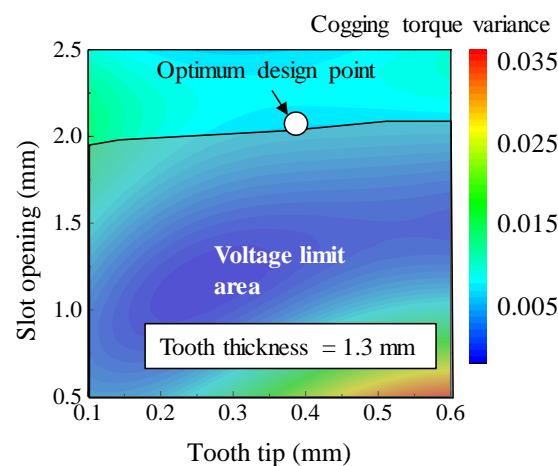 Cogging torque variance
2.5
2.0
1.5
1.0
0.5
Slot opening (mm)
Optimum design point
Voltage limit
area
Tooth thickness = 1.3 mm
0.1
0.2
0.3
0.4
0.5
0.6
Tooth tip (mm)
0.035
0.025
0.015
0.005